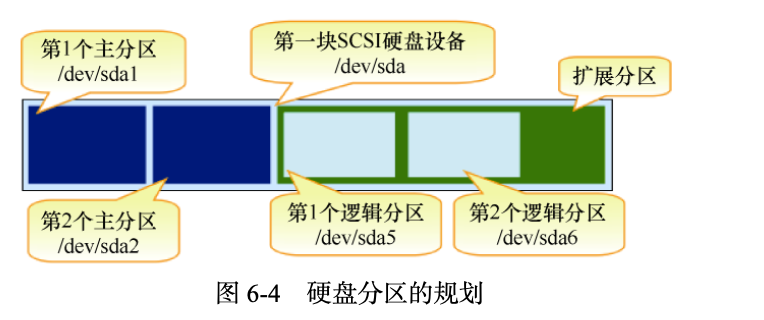 第1个主分区
/dev/sda1
第一块SCSI硬盘设备
/dev/sda
扩展分区
第2个主分区
/dev/sda2
第1个逻辑分区
/dev/sda5
第2个逻辑分区
/dev/sda6
图 6-4 硬盘分区的规划